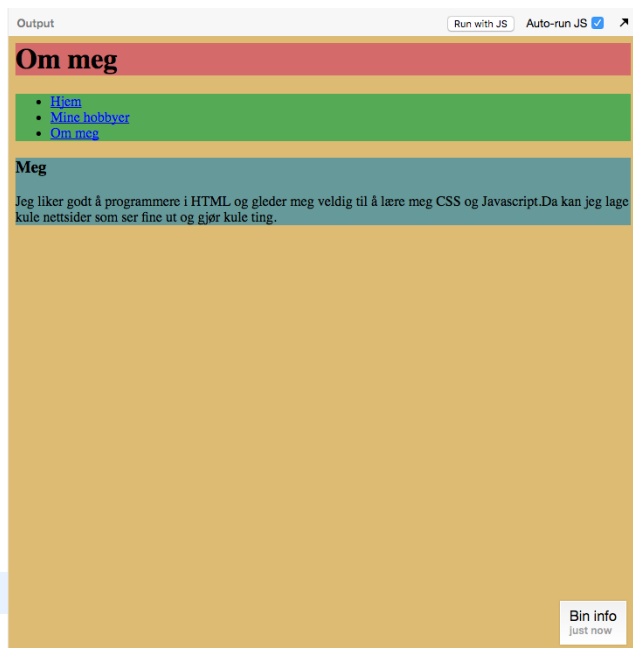 Output Run with JS Auto-run JS
Om meg
Hjem
Mine hobbyer
Om meg
Meg
Jeg liker godt å programmere i HTML og gleder meg veldig til å lære meg CSS og Javascript.Da kan jeg lage
kule nettsider som ser fine ut og gjør kule ting.
Bin info
just now